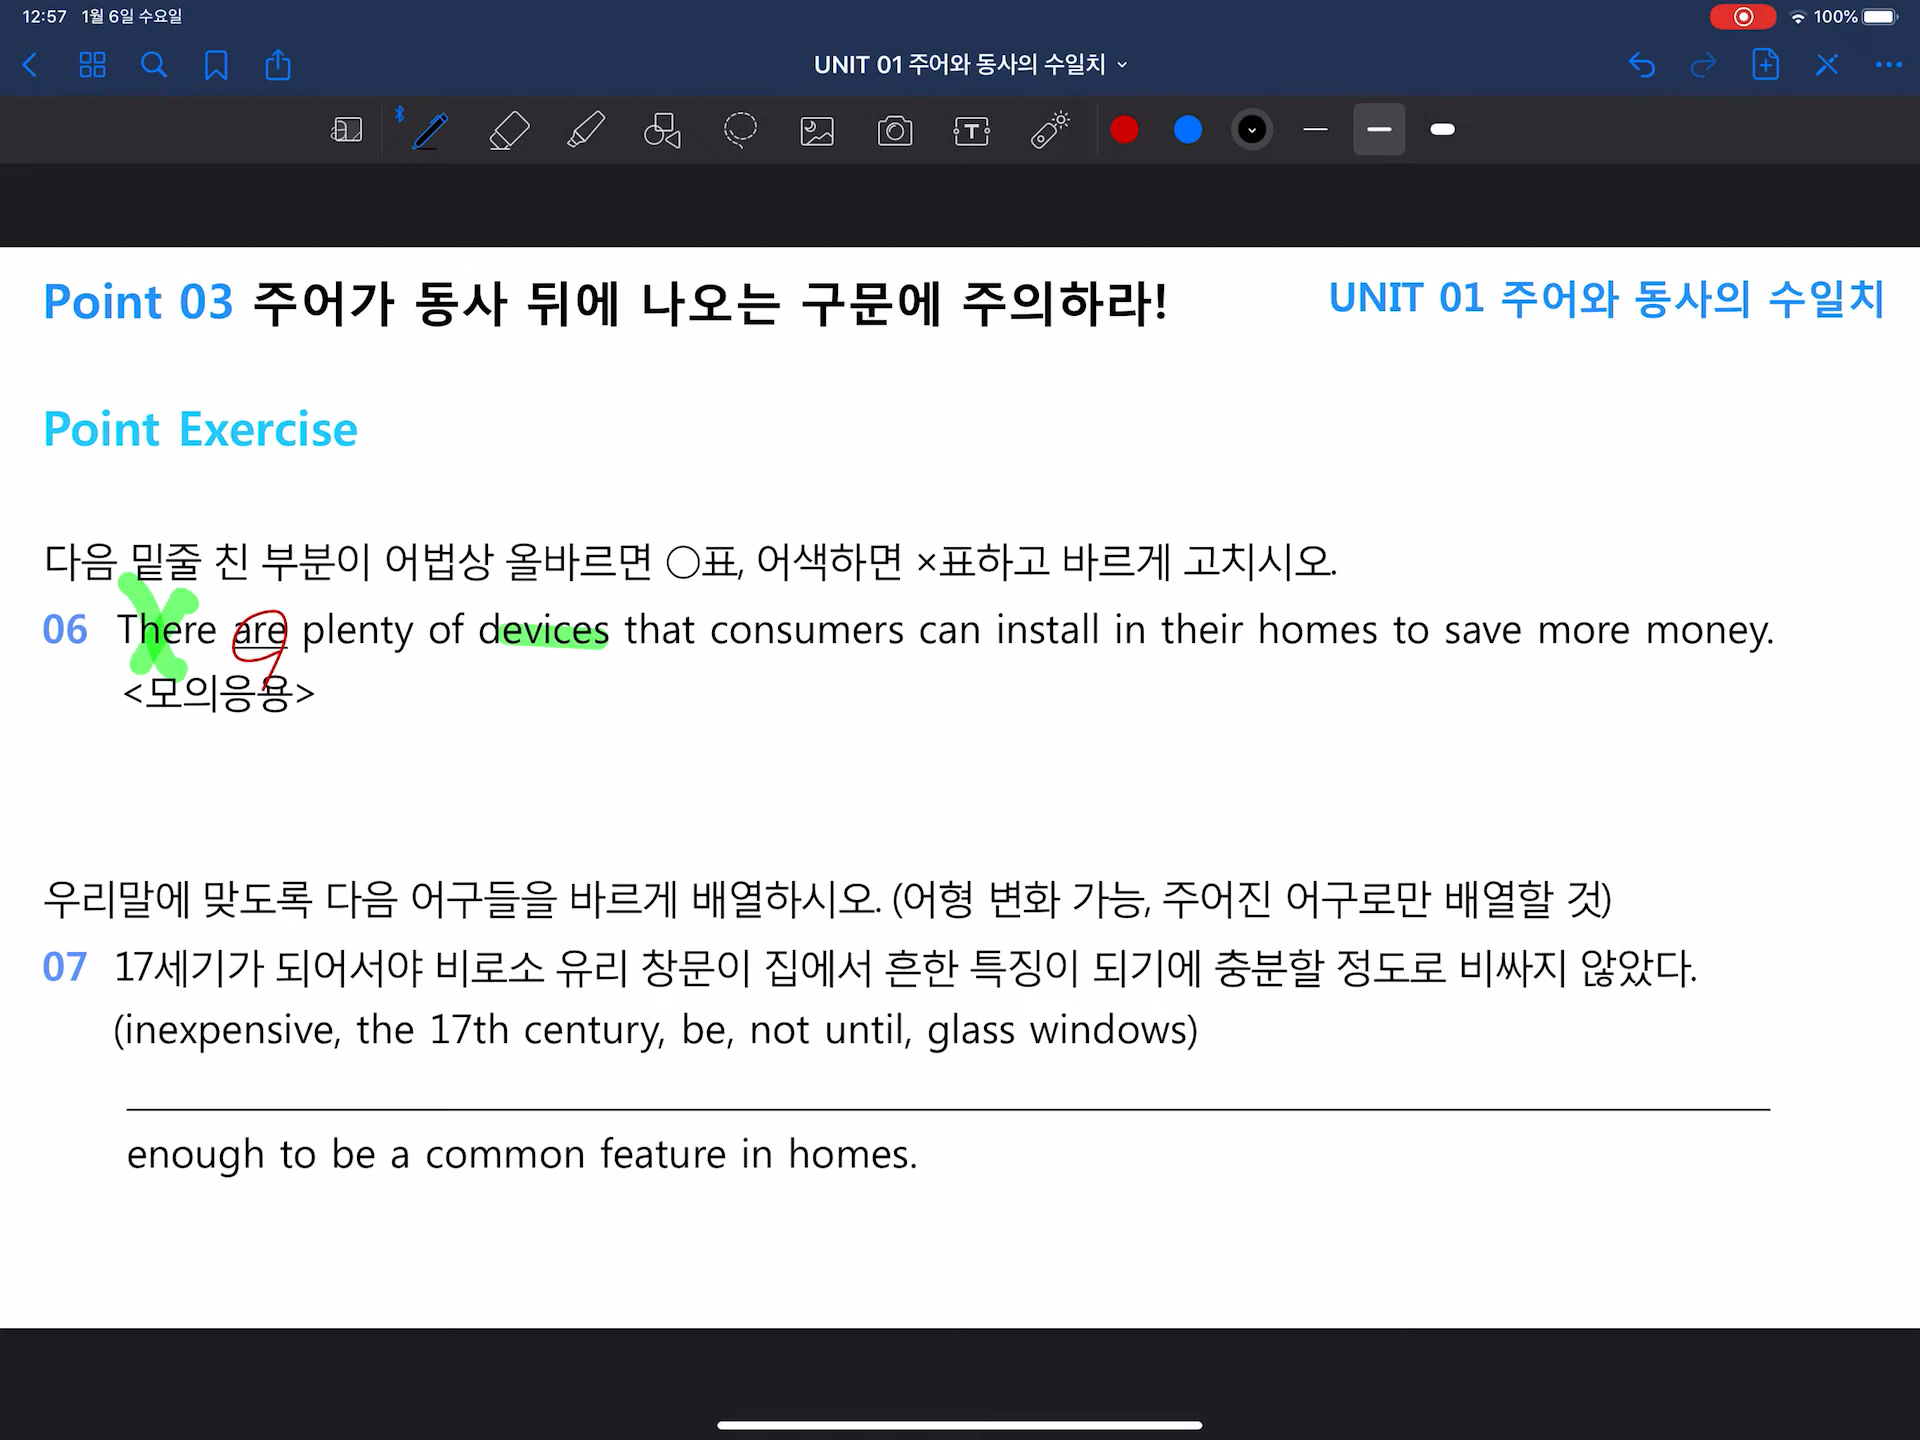 12:57 1월 6일 수요일
100%
UNIT 01 주어와 동사의 수일치
Point 03 주어가 동사 뒤에 나오는 구문에 주의하라!
UNIT 01 주어와 동사의 수일치
Point Exercise
다음 밑줄 친 부분이 어법상 올바르면 ○표, 어색하면 ×표하고 바르게 고치시오.
06 There are plenty of devices that consumers can install in their homes to save more money.
<모의응용>
우리말에 맞도록 다음 어구들을 바르게 배열하시오. (어형 변화 가능, 주어진 어구로만 배열할 것)
07 17세기가 되어서야 비로소 유리 창문이 집에서 흔한 특징이 되기에 충분할 정도로 비싸지 않았다.
(inexpensive, the 17th century, be, not until, glass windows)
enough to be a common feature in homes.